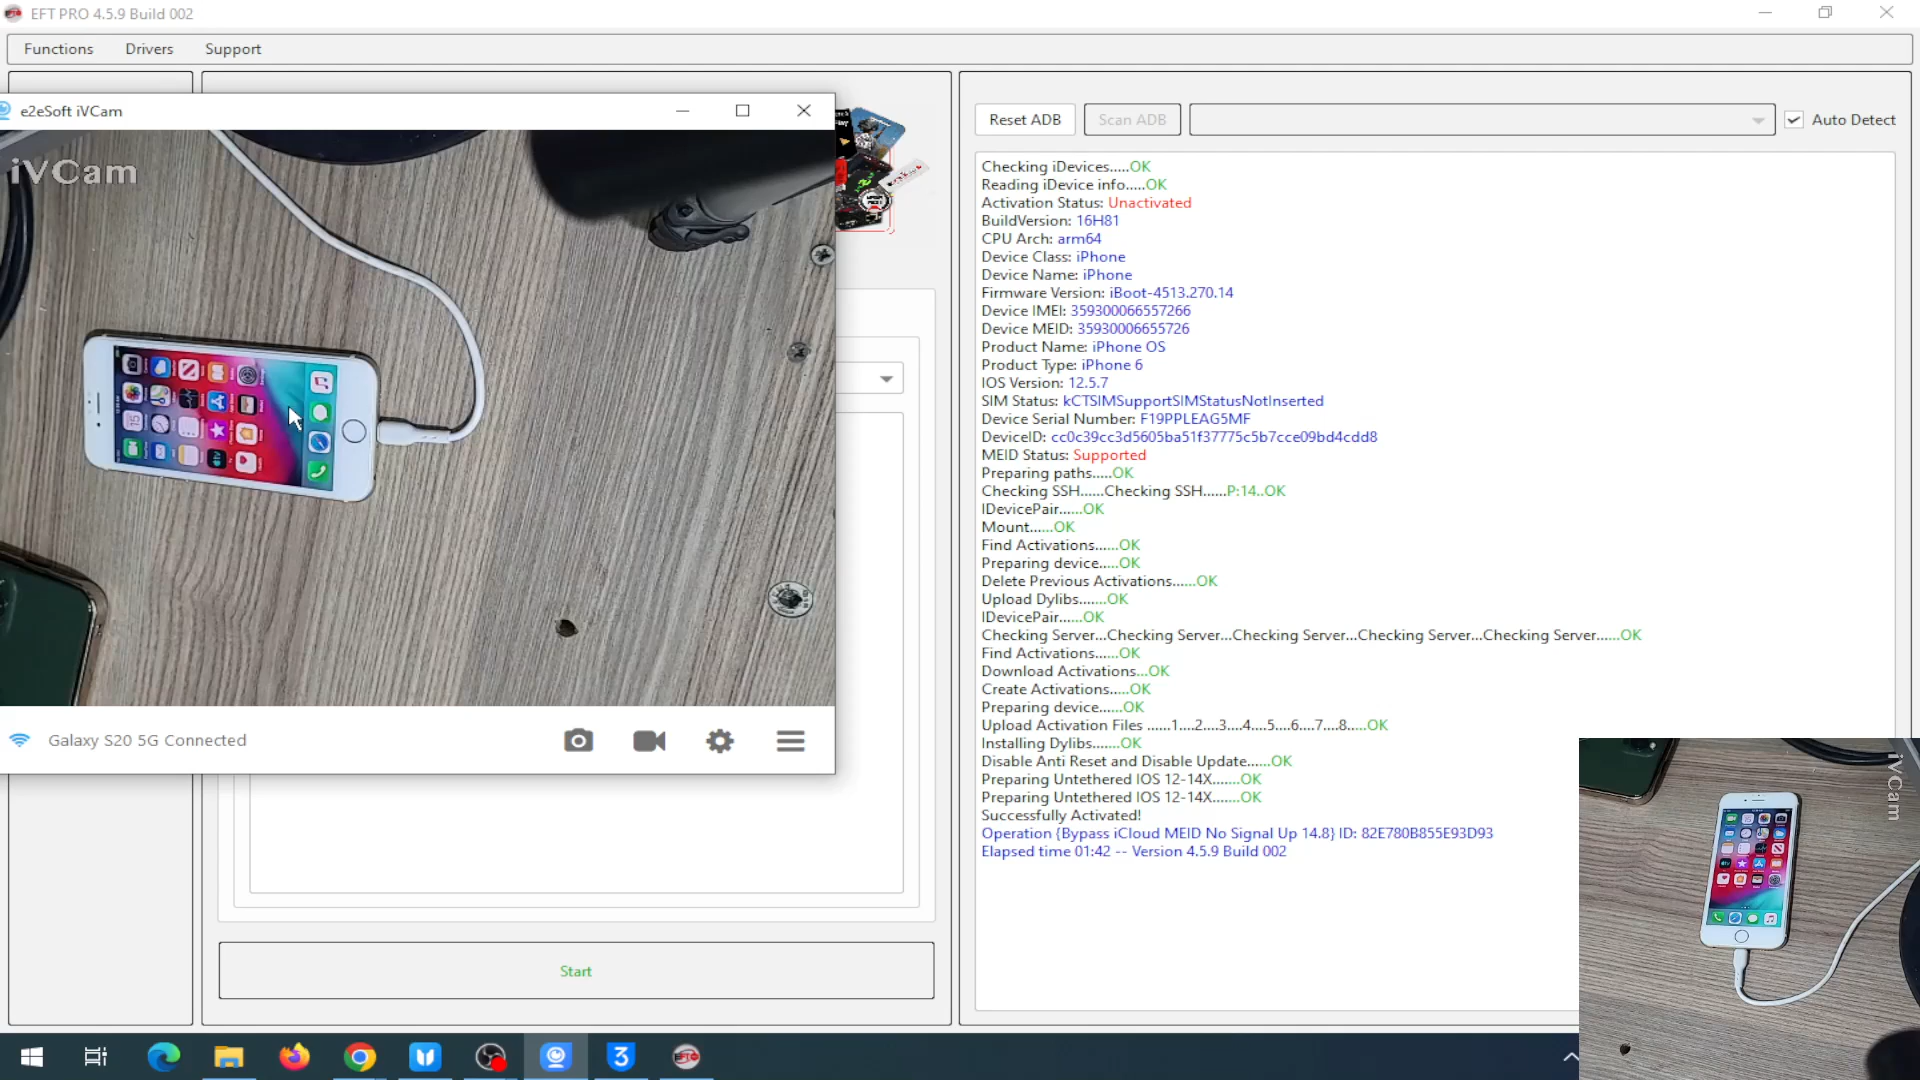 EFT PRO 4.5.9 Build 002
Functions
Drivers
Support
e2eSoft iVCam
iVCam
Galaxy S20 5G Connected
Start
Reset ADB
Scan ADB
Auto Detect
Checking iDevices.....OK
Reading iDevice info.....OK
Activation Status: Unactivated
BuildVersion: 16H81
CPU Arch: arm64
Device Class: iPhone
Device Name: iPhone
Firmware Version: iBoot-4513.270.14
Device IMEI: 359300066557266
Device MEID: 35930006655726
Product Name: iPhone OS
Product Type: iPhone 6
IOS Version: 12.5.7
SIM Status: kCTSIMSupportSIMStatusNotInserted
Device Serial Number: F19PPLEAG5MF
DeviceID: cc0c39cc3d5605ba51f37775c5b7cce09bd4cdd8
MEID Status: Supported
Preparing paths.....OK
Checking SSH......Checking SSH......P:14..OK
IDevicePair......OK
Mount......OK
Find Activations......OK
Preparing device.....OK
Delete Previous Activations......OK
Upload Dylibs.......OK
IDevicePair......OK
Checking Server...Checking Server...Checking Server...Checking Server...Checking Server......OK
Find Activations......OK
Download Activations...OK
Create Activations.....OK
Preparing device......OK
Upload Activation Files ......1....2....3....4....5....6....7....8.....OK
Installing Dylibs.......OK
Disable Anti Reset and Disable Update......OK
Preparing Untethered IOS 12-14X.......OK
Preparing Untethered IOS 12-14X.......OK
Successfully Activated!
Operation {Bypass iCloud MEID No Signal Up 14.8} ID: 82E780B855E93D93
Elapsed time 01:42 -- Version 4.5.9 Build 002
iVCam